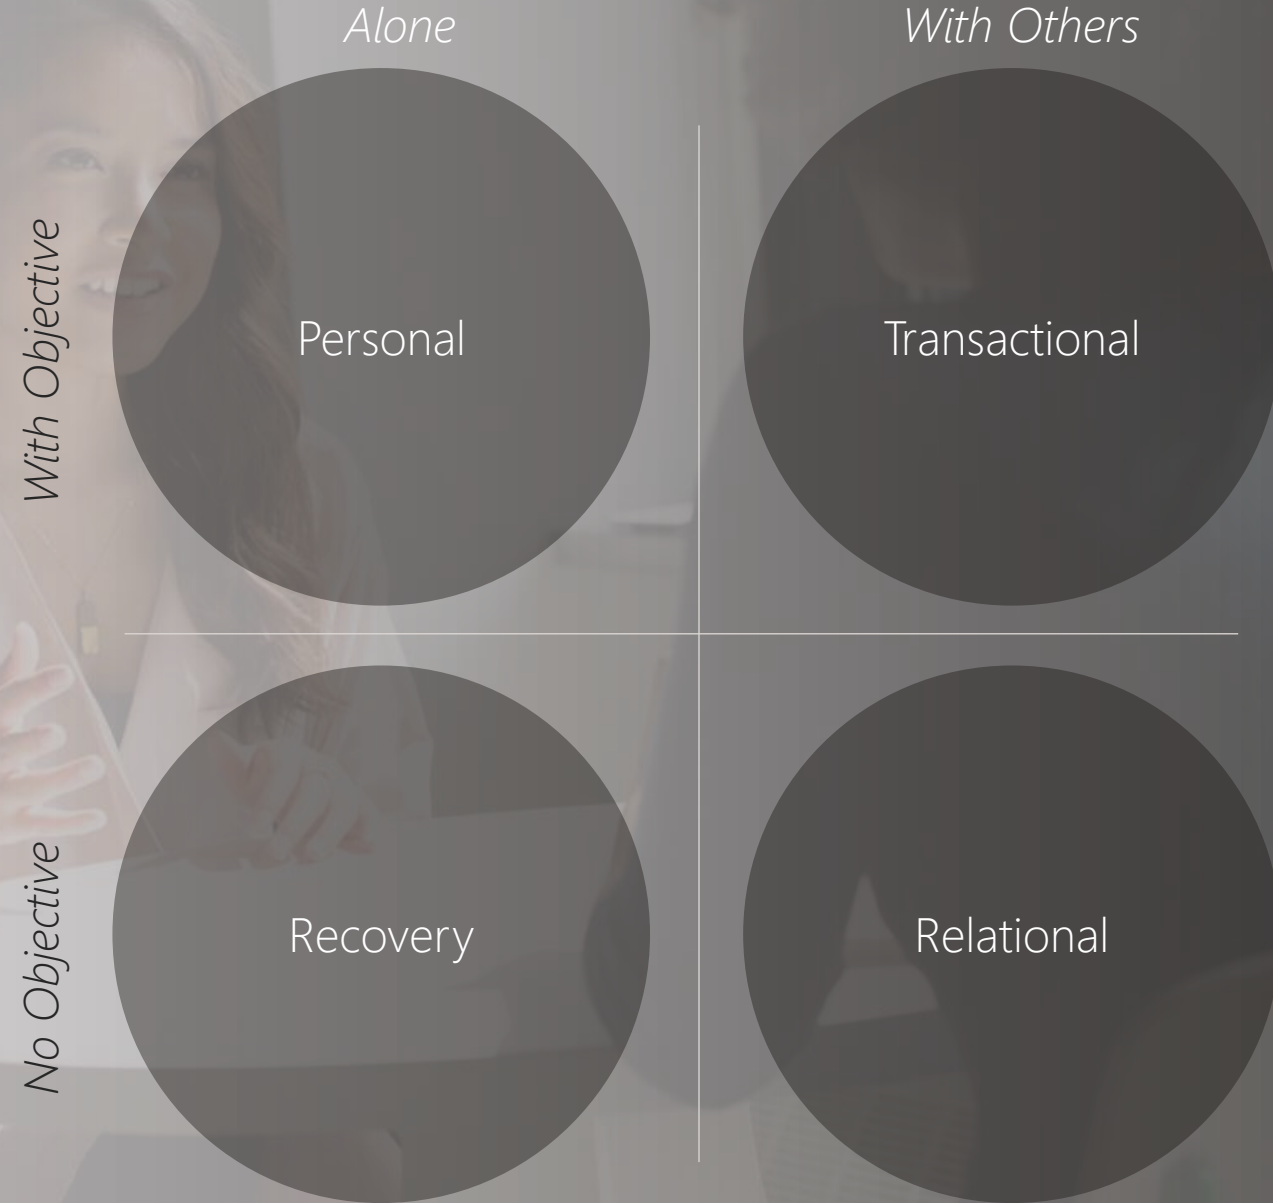 Alone
With Others
With Objective
Personal
Transactional
No Objective
Recovery
Relational